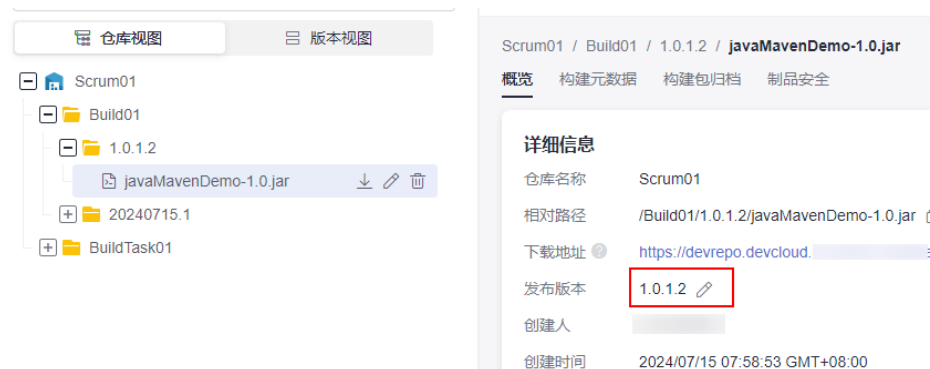 仓库视图
版本视图
Scrum01
Build01
1.0.1.2
javaMavenDemo-1.0.jar
20240715.1
BuildTask01
Scrum01 / Build01 / 1.0.1.2 / javaMavenDemo-1.0.jar
概览 构建元数据 构建包归档 制品安全
详细信息
仓库名称 Scrum01
相对路径 /Build01/1.0.1.2/javaMavenDemo-1.0.jar
下载地址 https://devrepo.devcloud.
发布版本 1.0.1.2
创建人
创建时间 2024/07/15 07:58:53 GMT+08:00